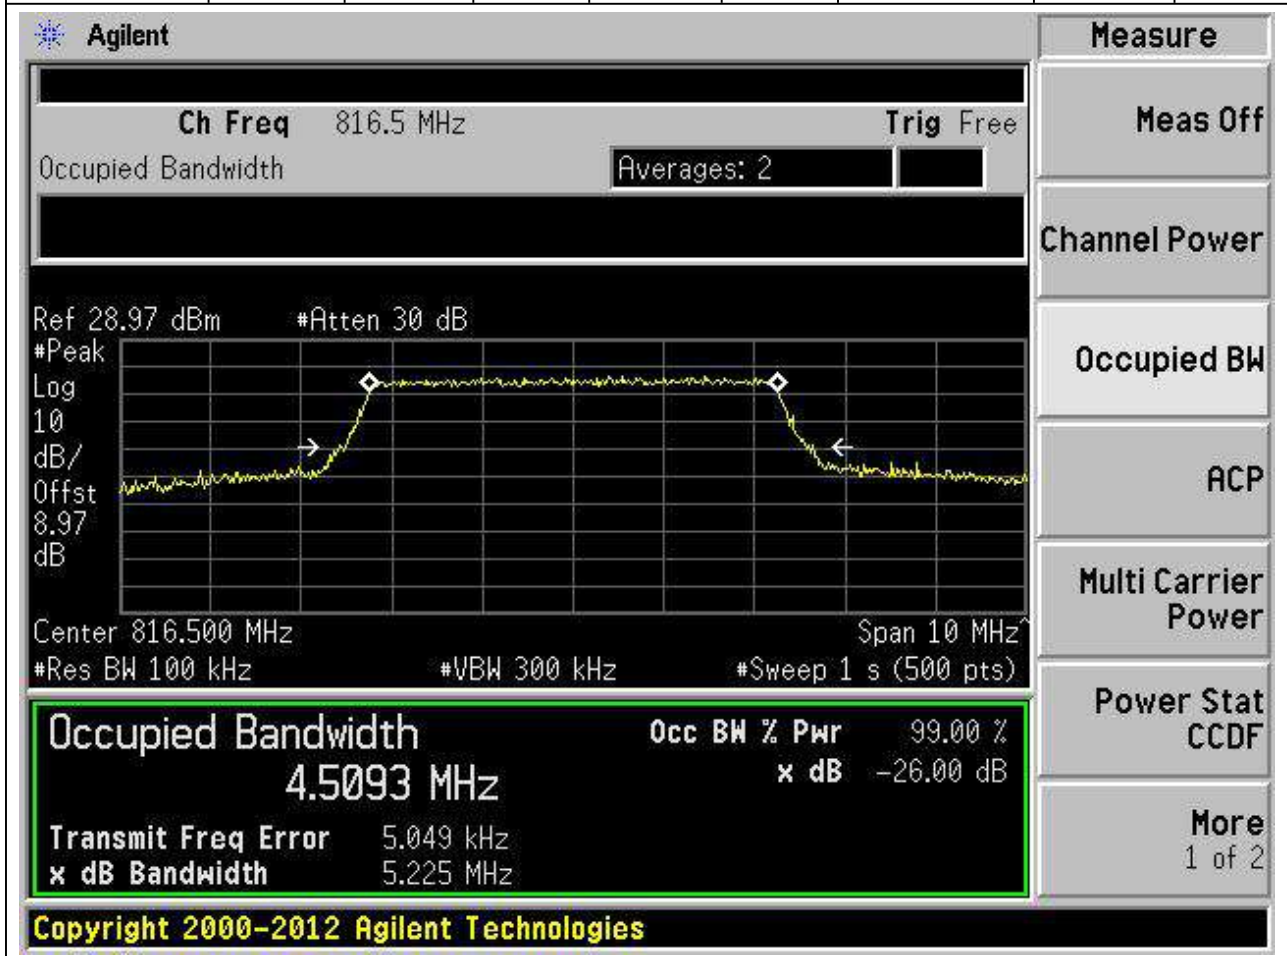 Agilent
Measure
Ch Freq 816.5 MHz Trig Free
Occupied Bandwidth Averages: 2
Ref 28.97 dBm #Atten 30 dB
#Peak
Log
10
dB/
Offst
8.97
dB
Center 816.500 MHz Span 10 MHz^
#Res BW 100 kHz #VBW 300 kHz #Sweep 1 s (500 pts)
Occupied Bandwidth
4.5093 MHz
Occ BW % Pwr 99.00 %
x dB -26.00 dB
Transmit Freq Error 5.049 kHz
x dB Bandwidth 5.225 MHz
Copyright 2000-2012 Agilent Technologies
Meas Off
Channel Power
Occupied BW
ACP
Multi Carrier
Power
Power Stat
CCDF
More
1 of 2